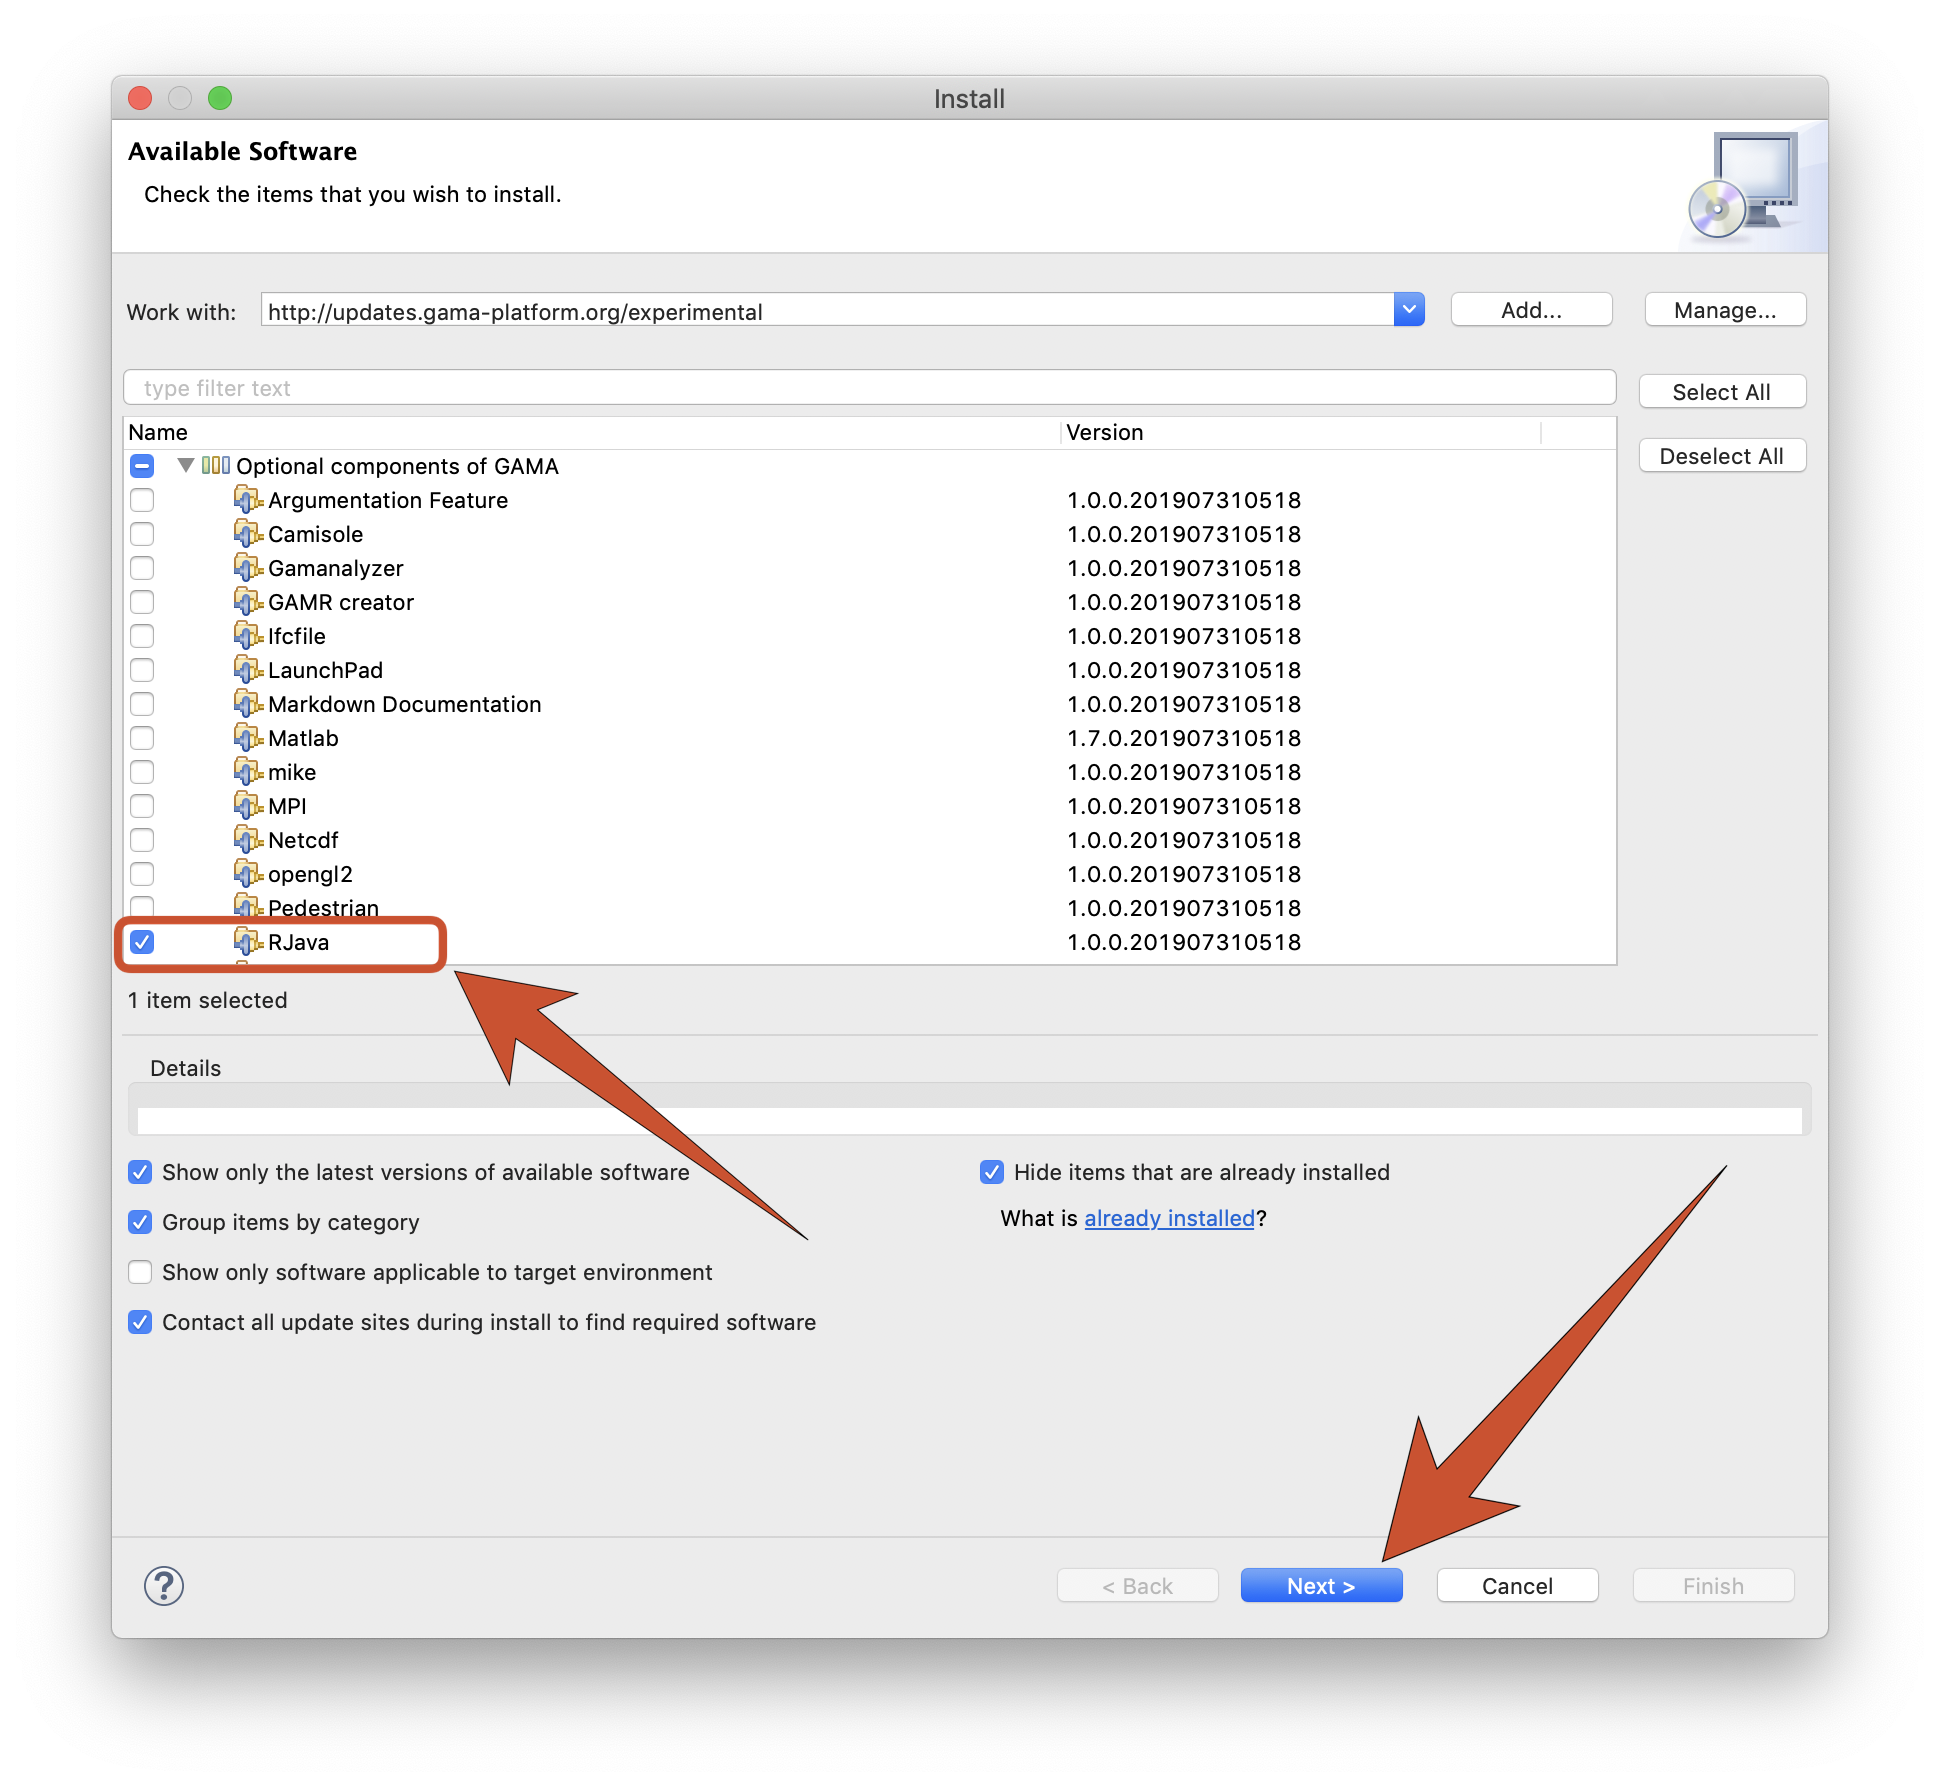 Install
Available Software
Check the items that you wish to install.
Work with: http://updates.gama-platform.org/experimental Add... Manage...
type filter text Select All
Name Version
Deselect All
Optional components of GAMA
Argumentation Feature 1.0.0.201907310518
Camisole 1.0.0.201907310518
Gamanalyzer 1.0.0.201907310518
GAMR creator 1.0.0.201907310518
Ifcfile 1.0.0.201907310518
LaunchPad 1.0.0.201907310518
Markdown Documentation 1.0.0.201907310518
Matlab 1.7.0.201907310518
mike 1.0.0.201907310518
MPI 1.0.0.201907310518
Netcdf 1.0.0.201907310518
opengl2 1.0.0.201907310518
Pedestrian 1.0.0.201907310518
RJava 1.0.0.201907310518
1 item selected
Details
Show only the latest versions of available software Hide items that are already installed
Group items by category What is already installed?
Show only software applicable to target environment
Contact all update sites during install to find required software
? < Back Next > Cancel Finish